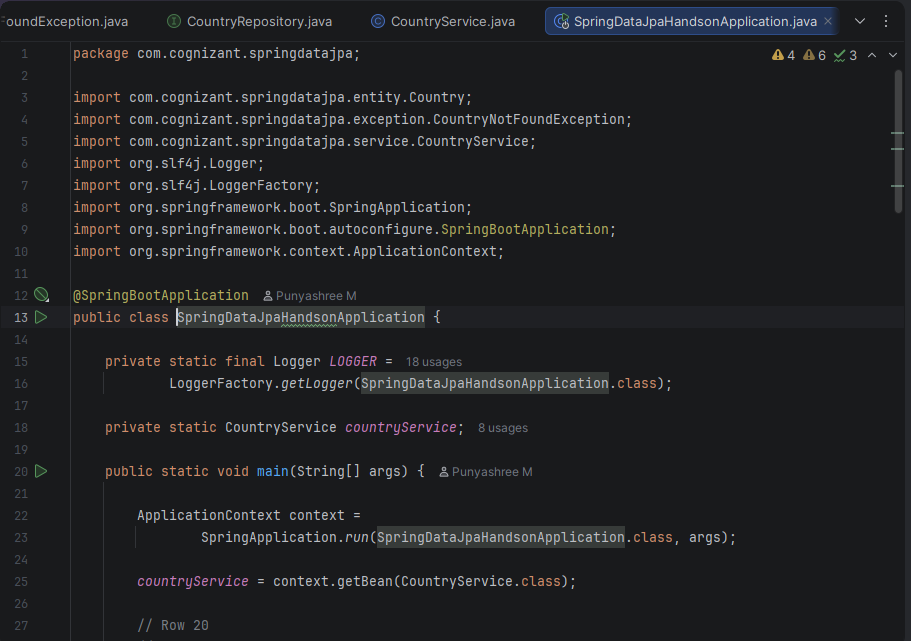 oundException.java CountryRepository.java CountryService.java SpringDataJpaHandsonApplication.java
4 6 3
1 package com.cognizant.springdatajpa;
2
3 import com.cognizant.springdatajpa.entity.Country;
4 import com.cognizant.springdatajpa.exception.CountryNotFoundException;
5 import com.cognizant.springdatajpa.service.CountryService;
6 import org.slf4j.Logger;
7 import org.slf4j.LoggerFactory;
8 import org.springframework.boot.SpringApplication;
9 import org.springframework.boot.autoconfigure.SpringBootApplication;
10 import org.springframework.context.ApplicationContext;
11
12 @SpringBootApplication Punyashree M
13 public class SpringDataJpaHandsonApplication {
14
15 private static final Logger LOGGER = 18 usages
16 LoggerFactory.getLogger(SpringDataJpaHandsonApplication.class);
17
18 private static CountryService countryService; 8 usages
19
20 public static void main(String[] args) { Punyashree M
21
22 ApplicationContext context =
23 SpringApplication.run(SpringDataJpaHandsonApplication.class, args);
24
25 countryService = context.getBean(CountryService.class);
26
27 // Row 20